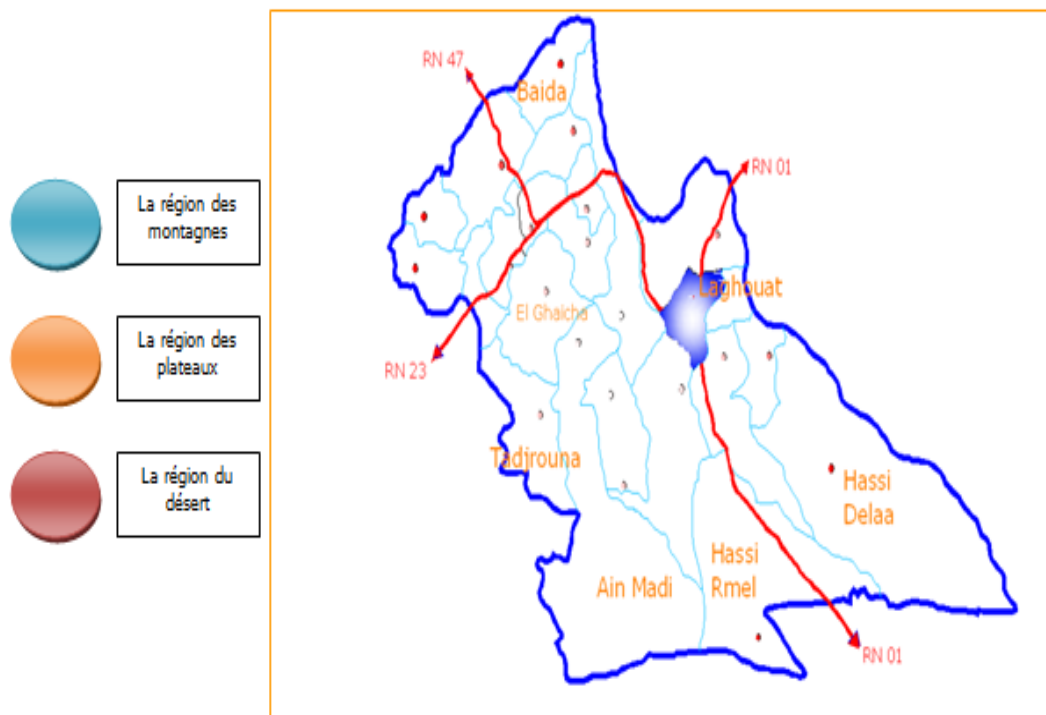 La région des
montagnes
La région des
plateaux
La région du
désert
RN 47
Baida
RN 01
Laghouat
El Ghaicha
RN 23
Tadjrouna
Hassi
Delaa
Hassi
Rmel
Ain Madi
RN 01